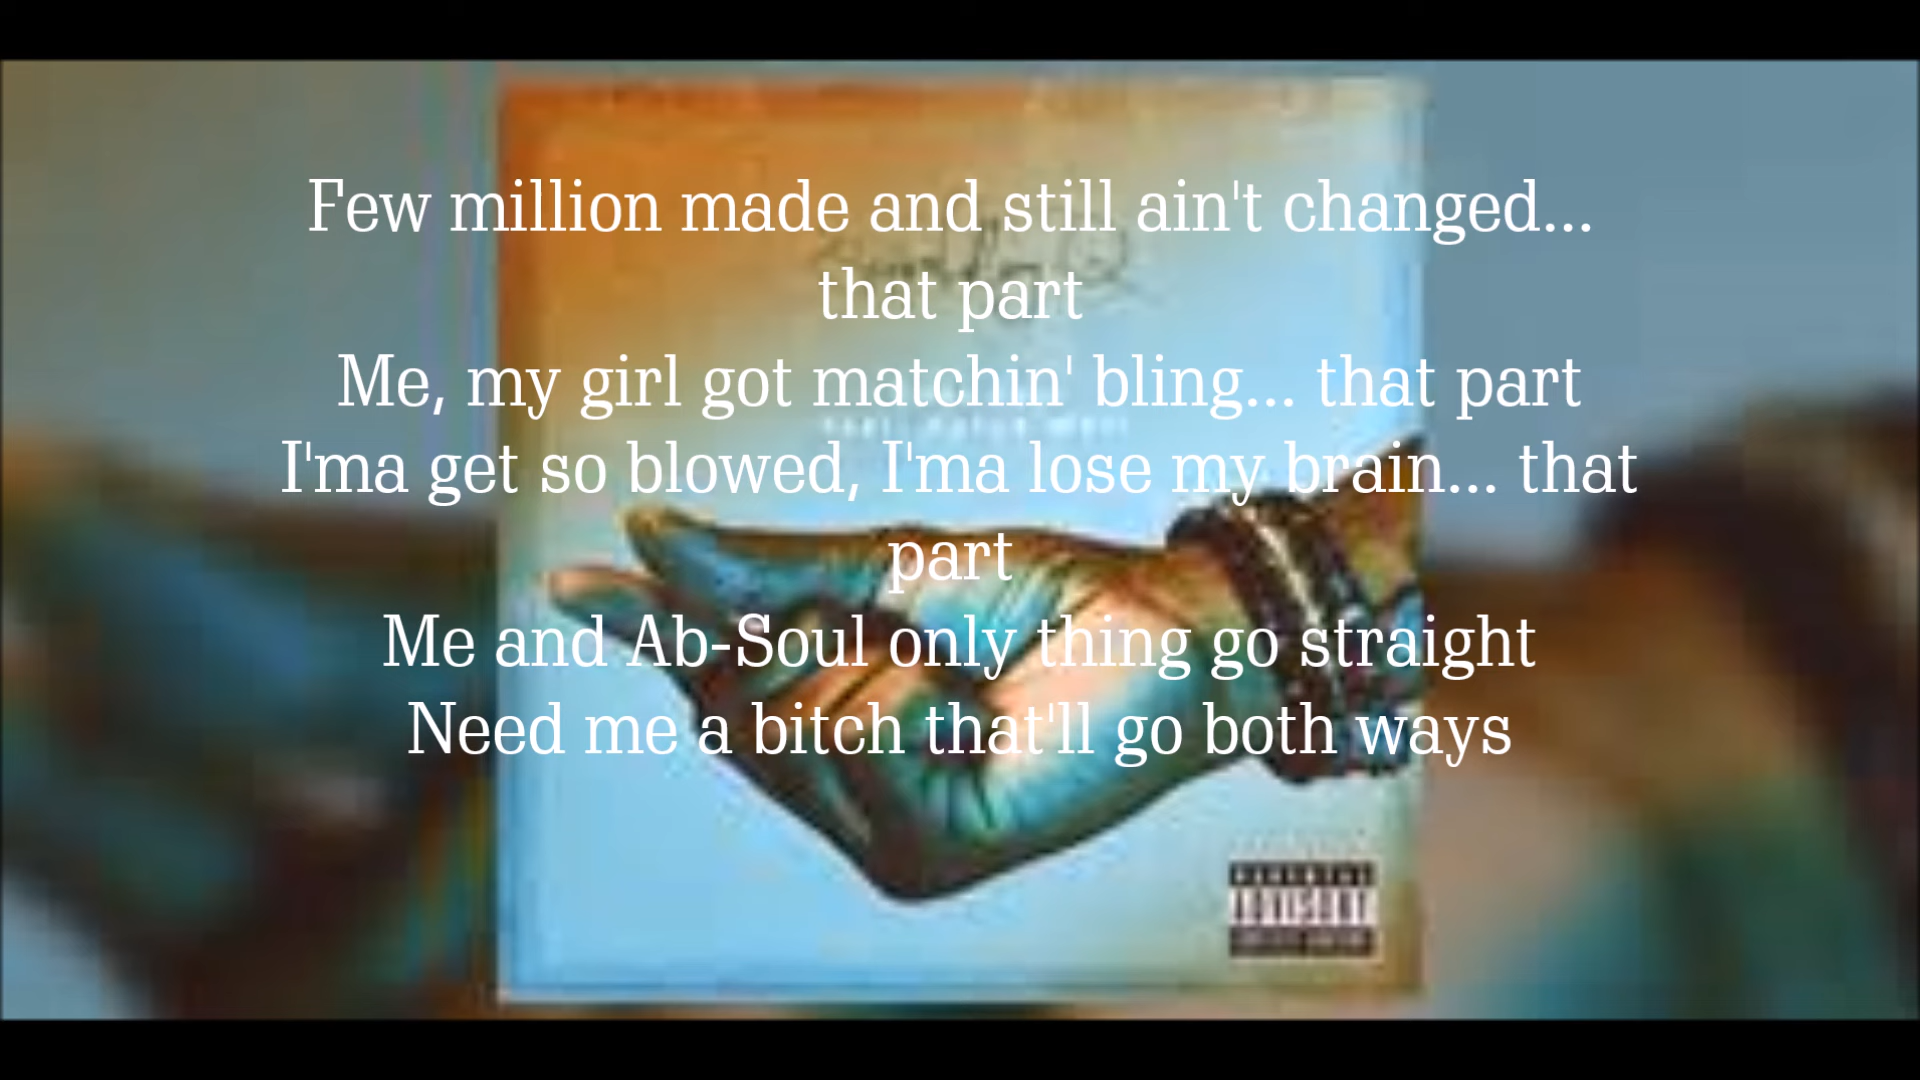 Few million made and still ain't changed...
that part
Me, my girl got matchin' bling... that part
I'ma get so blowed, I'ma lose my brain... that
part
Me and Ab-Soul only thing go straight
Need me a bitch that'll go both ways
ADVISORY